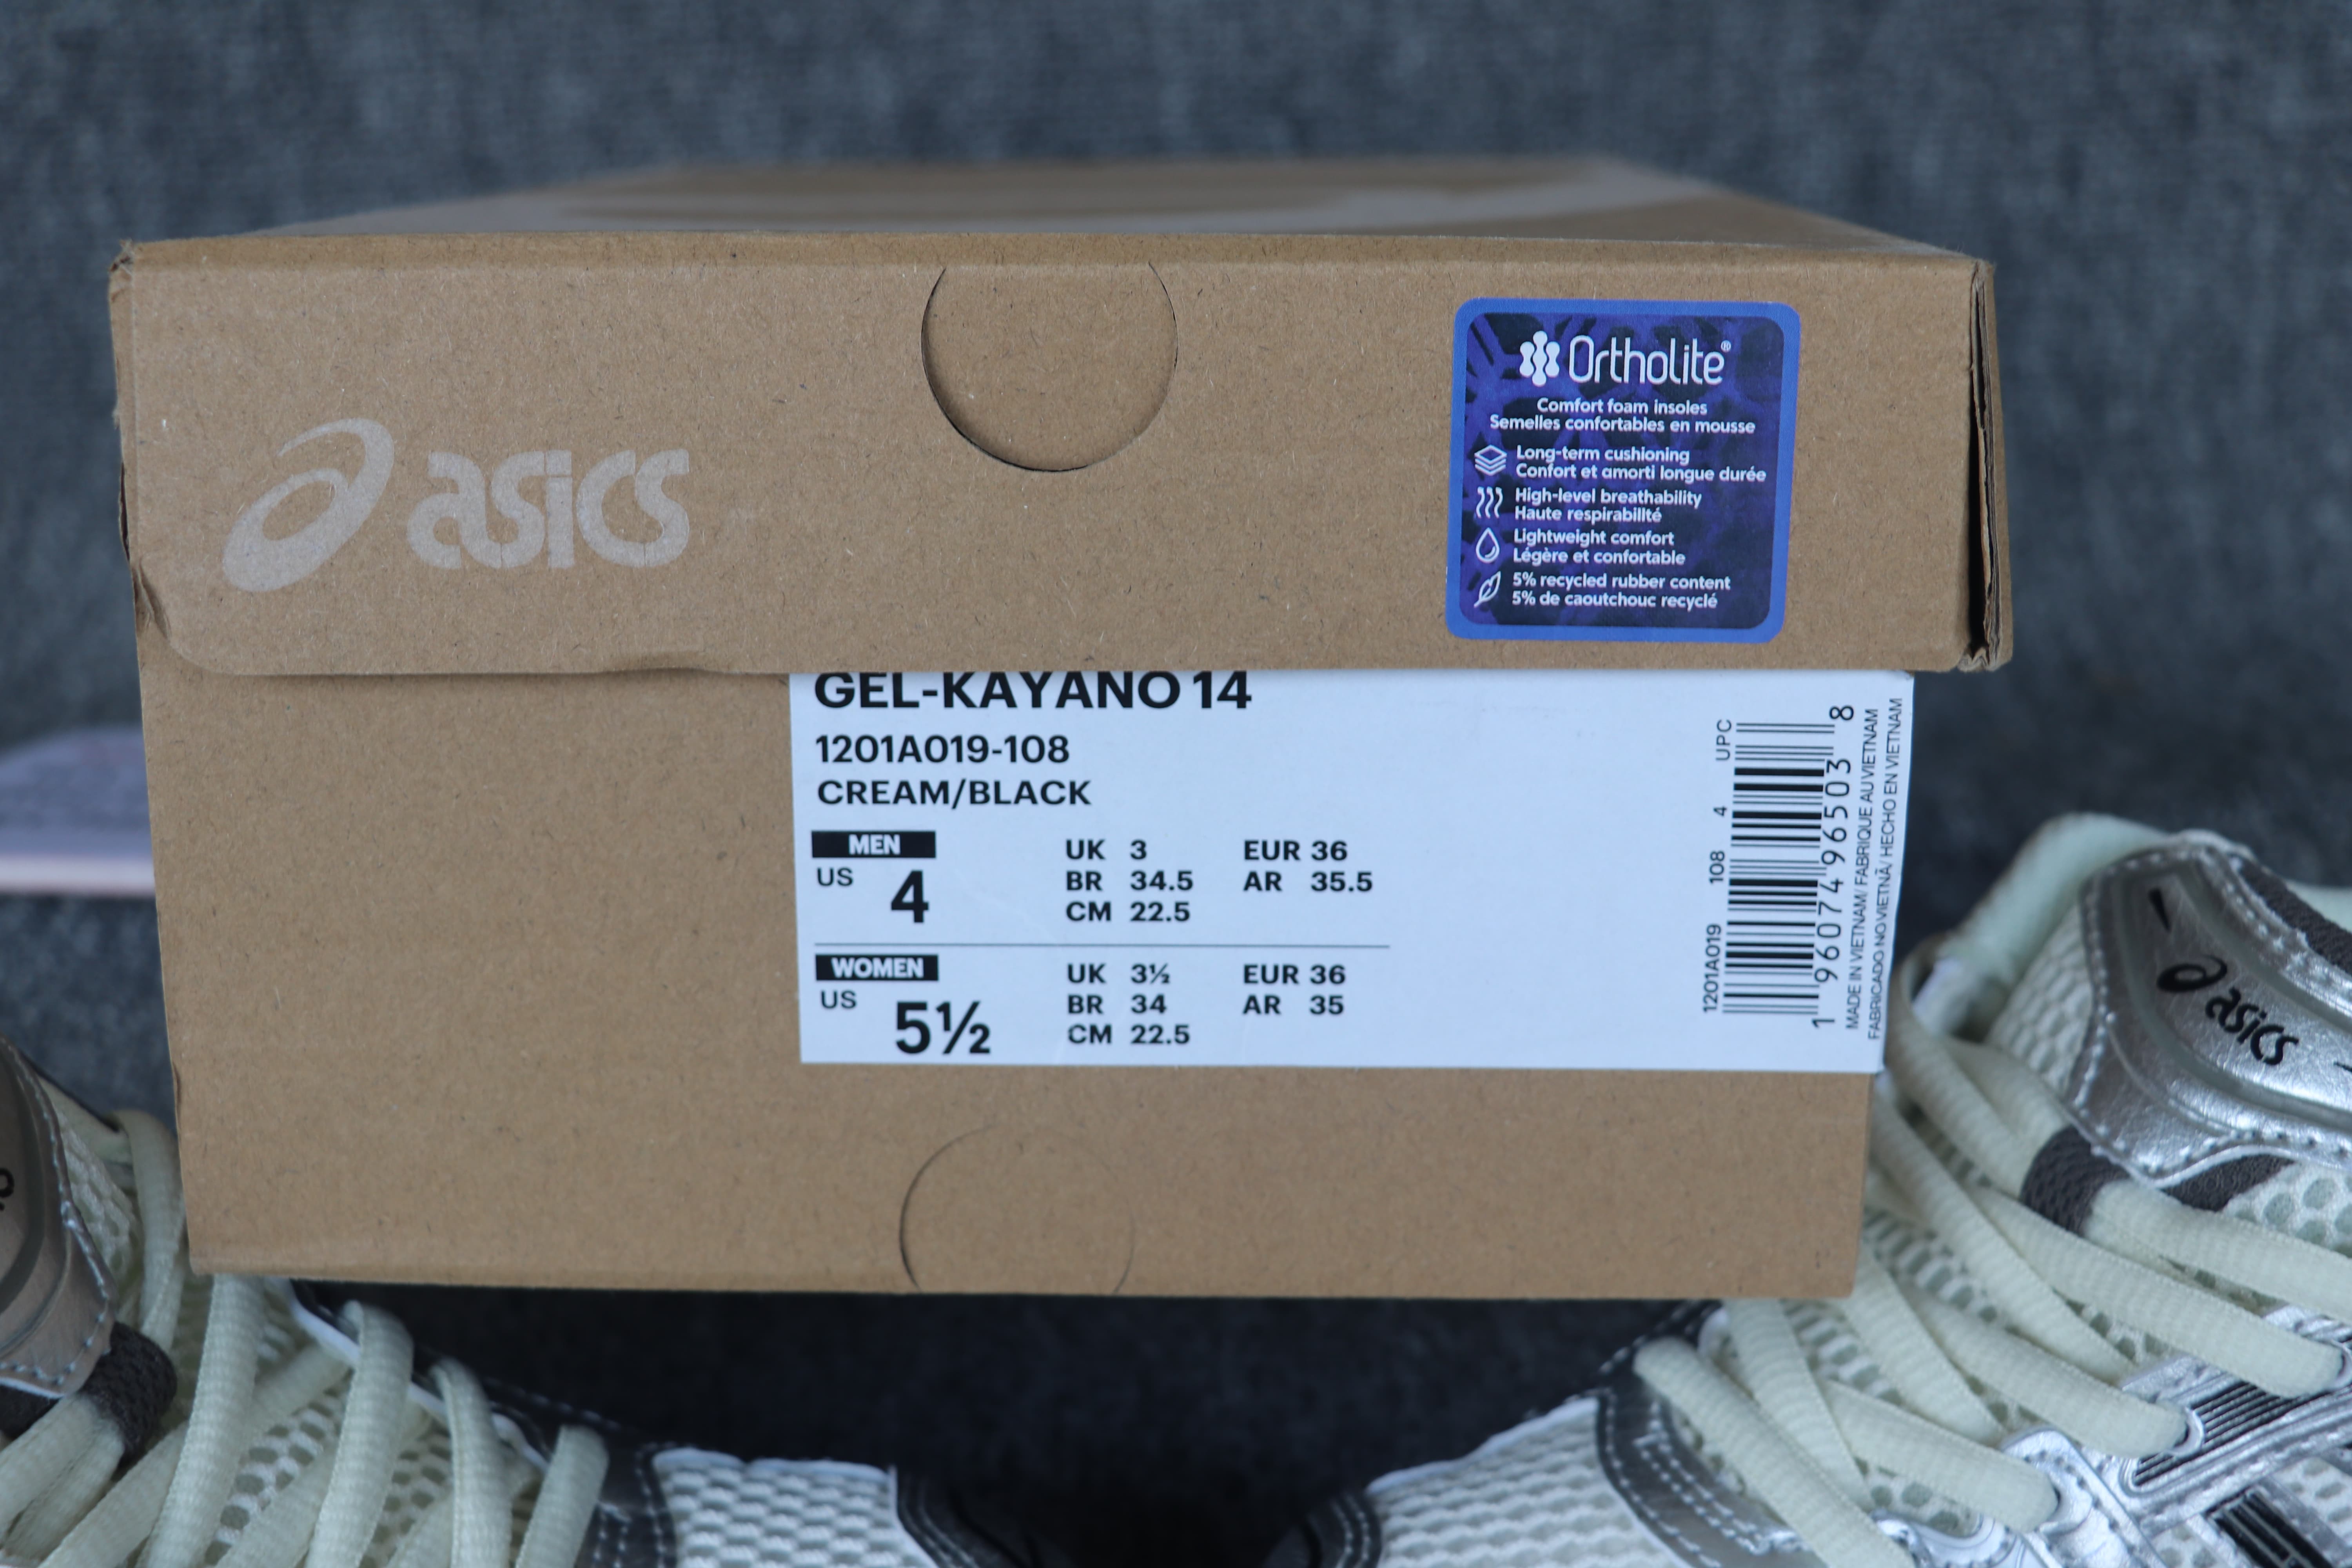 asics
Ortholite®
Comfort foam insoles
Semelles confortables en mousse
Long-term cushioning
Confort et amorti longue durée
High-level breathability
Haute respirabilité
Lightweight comfort
Légère et confortable
5% recycled rubber content
5% de caoutchouc recyclé
GEL-KAYANO 14
1201A019-108
CREAM/BLACK
MEN
US 4
UK 3 EUR 36
BR 34.5 AR 35.5
CM 22.5
WOMEN
US 5½
UK 3½ EUR 36
BR 34 AR 35
CM 22.5
1201A019 108 4 UPC
1 96074 96503 8
MADE IN VIETNAM/ FABRIQUE AU VIETNAM
FABRICADO NO VIETNÃ/ HECHO EN VIETNAM
asics